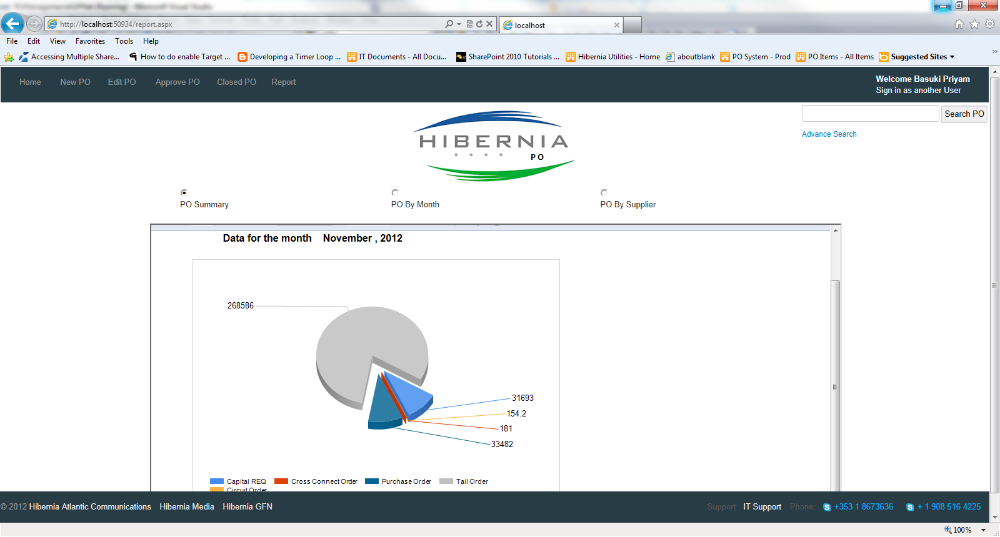 http://localhost:50934/report.aspx
localhost
File Edit View Favorites Tools Help
Accessing Multiple Share... How to do enable Target ... Developing a Timer Loop ... IT Documents - All Docu... SharePoint 2010 Tutorials ... Hibernia Utilities - Home aboutblank PO System - Prod PO Items - All Items Suggested Sites
Home New PO Edit PO Approve PO Closed PO Report
Welcome Basuki Priyam
Sign in as another User
Search PO
Advance Search
HIBERNIA
PO
PO Summary PO By Month PO By Supplier
Data for the month November , 2012
268586
31693
154.2
181
33482
Capital REQ Cross Connect Order Purchase Order Tail Order
Circuit Order
© 2012 Hibernia Atlantic Communications Hibernia Media Hibernia GFN
Support: IT Support Phone: +353 1 8673636 + 1 908 516 4225
100%